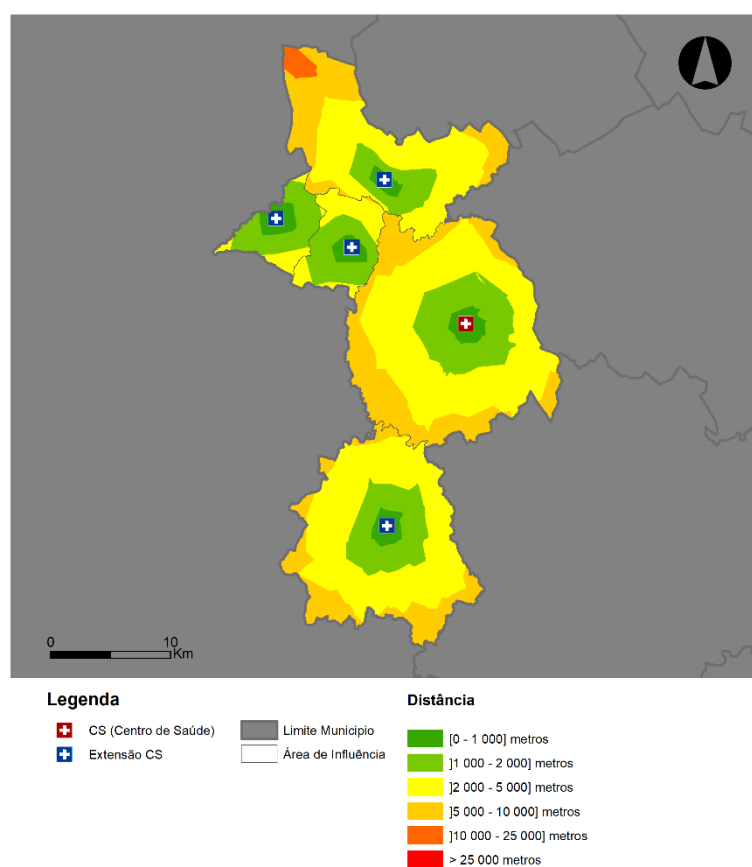 0 10
Km
Legenda
CS (Centro de Saúde)
Extensão CS
Limite Municipio
Área de Influência
Distância
]0 - 1 000] metros
]1 000 - 2 000] metros
]2 000 - 5 000] metros
]5 000 - 10 000] metros
]10 000 - 25 000] metros
> 25 000 metros